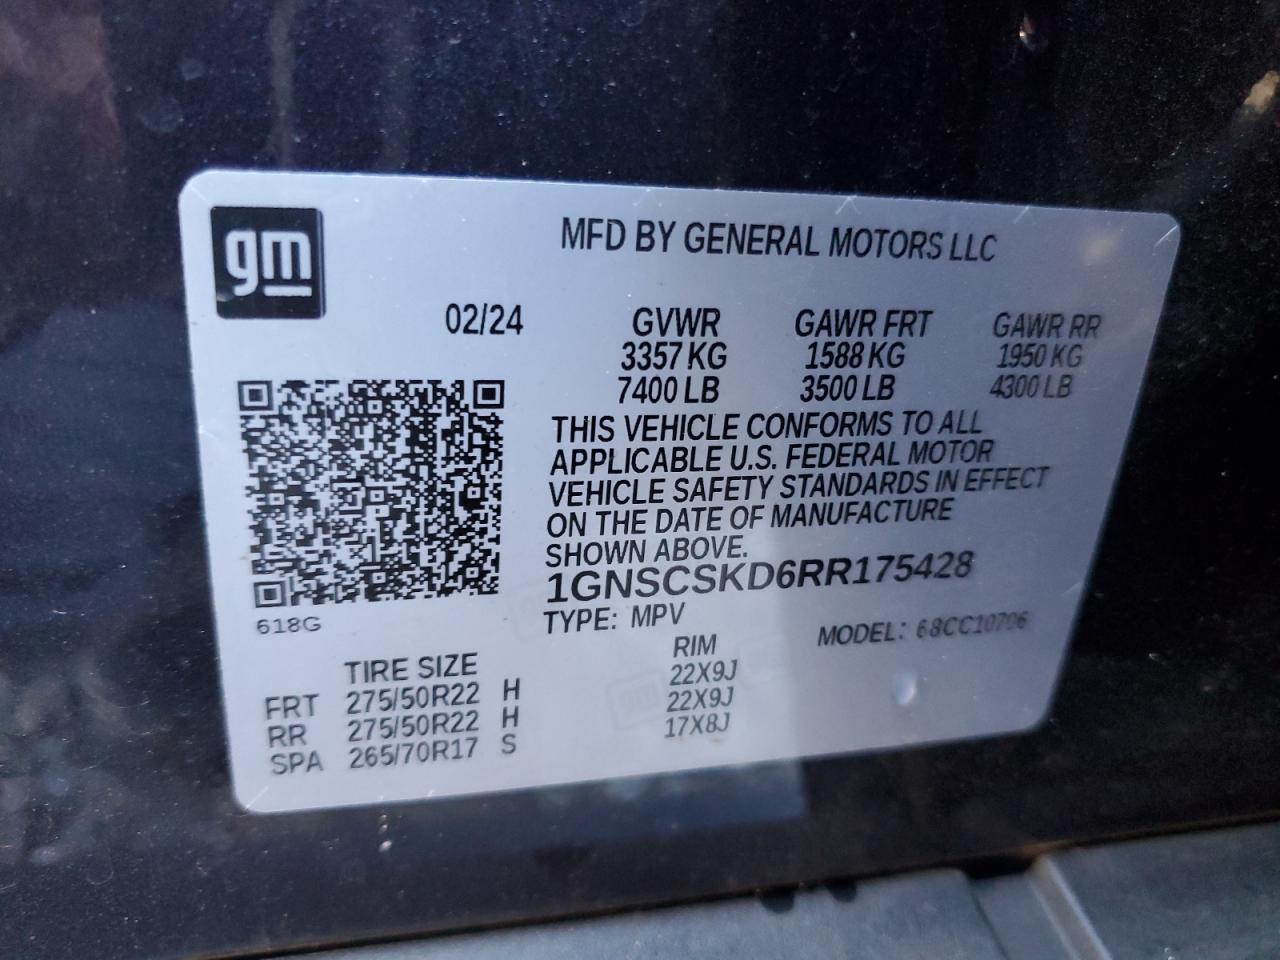 gm
MFD BY GENERAL MOTORS LLC
02/24 GVWR GAWR FRT GAWR RR
3357 KG 1588 KG 1950 KG
7400 LB 3500 LB 4300 LB
THIS VEHICLE CONFORMS TO ALL
APPLICABLE U.S. FEDERAL MOTOR
VEHICLE SAFETY STANDARDS IN EFFECT
ON THE DATE OF MANUFACTURE
SHOWN ABOVE.
1GNSCSKD6RR175428
618G
TYPE: MPV MODEL: 68CC10706
TIRE SIZE RIM
FRT 275/50R22 H 22X9J
RR 275/50R22 H 22X9J
SPA 265/70R17 S 17X8J